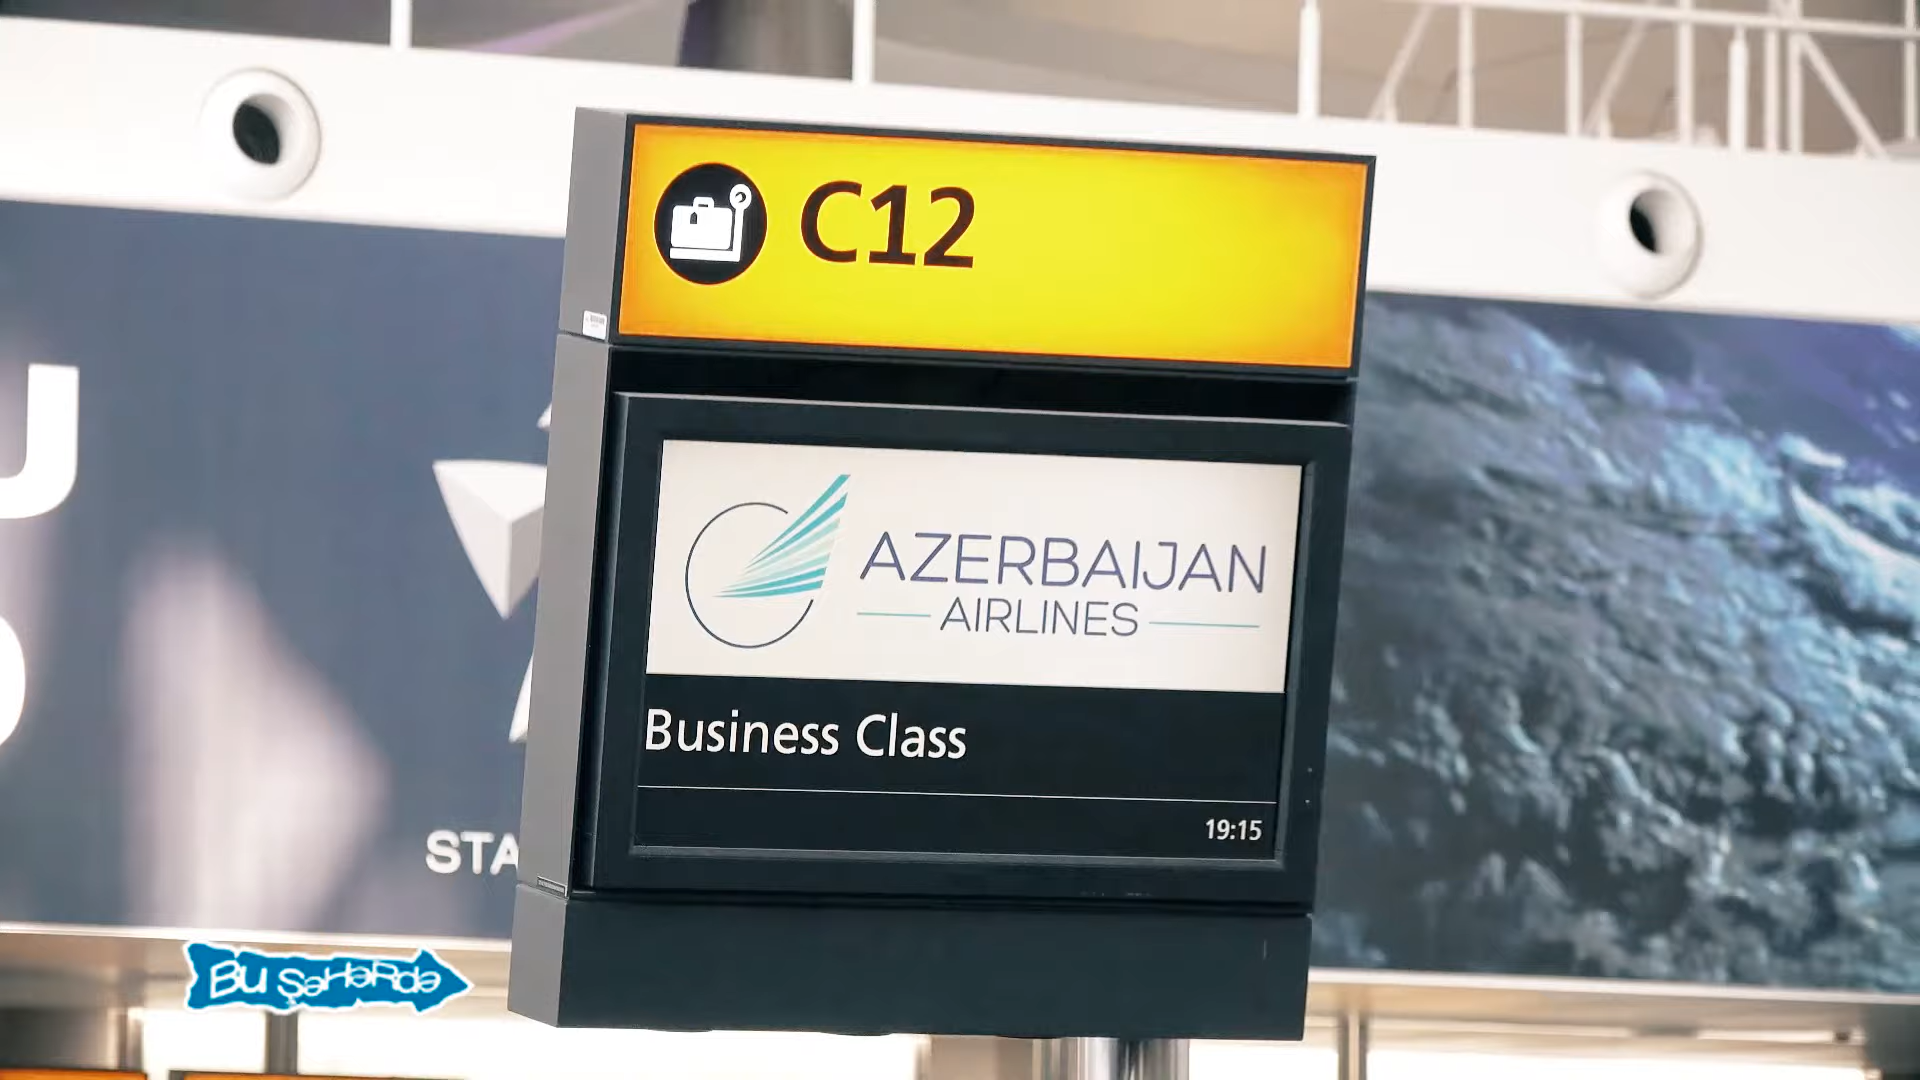 C12
AZERBAIJAN
AIRLINES
Business Class
19:15
STA
Bu şəhərdə